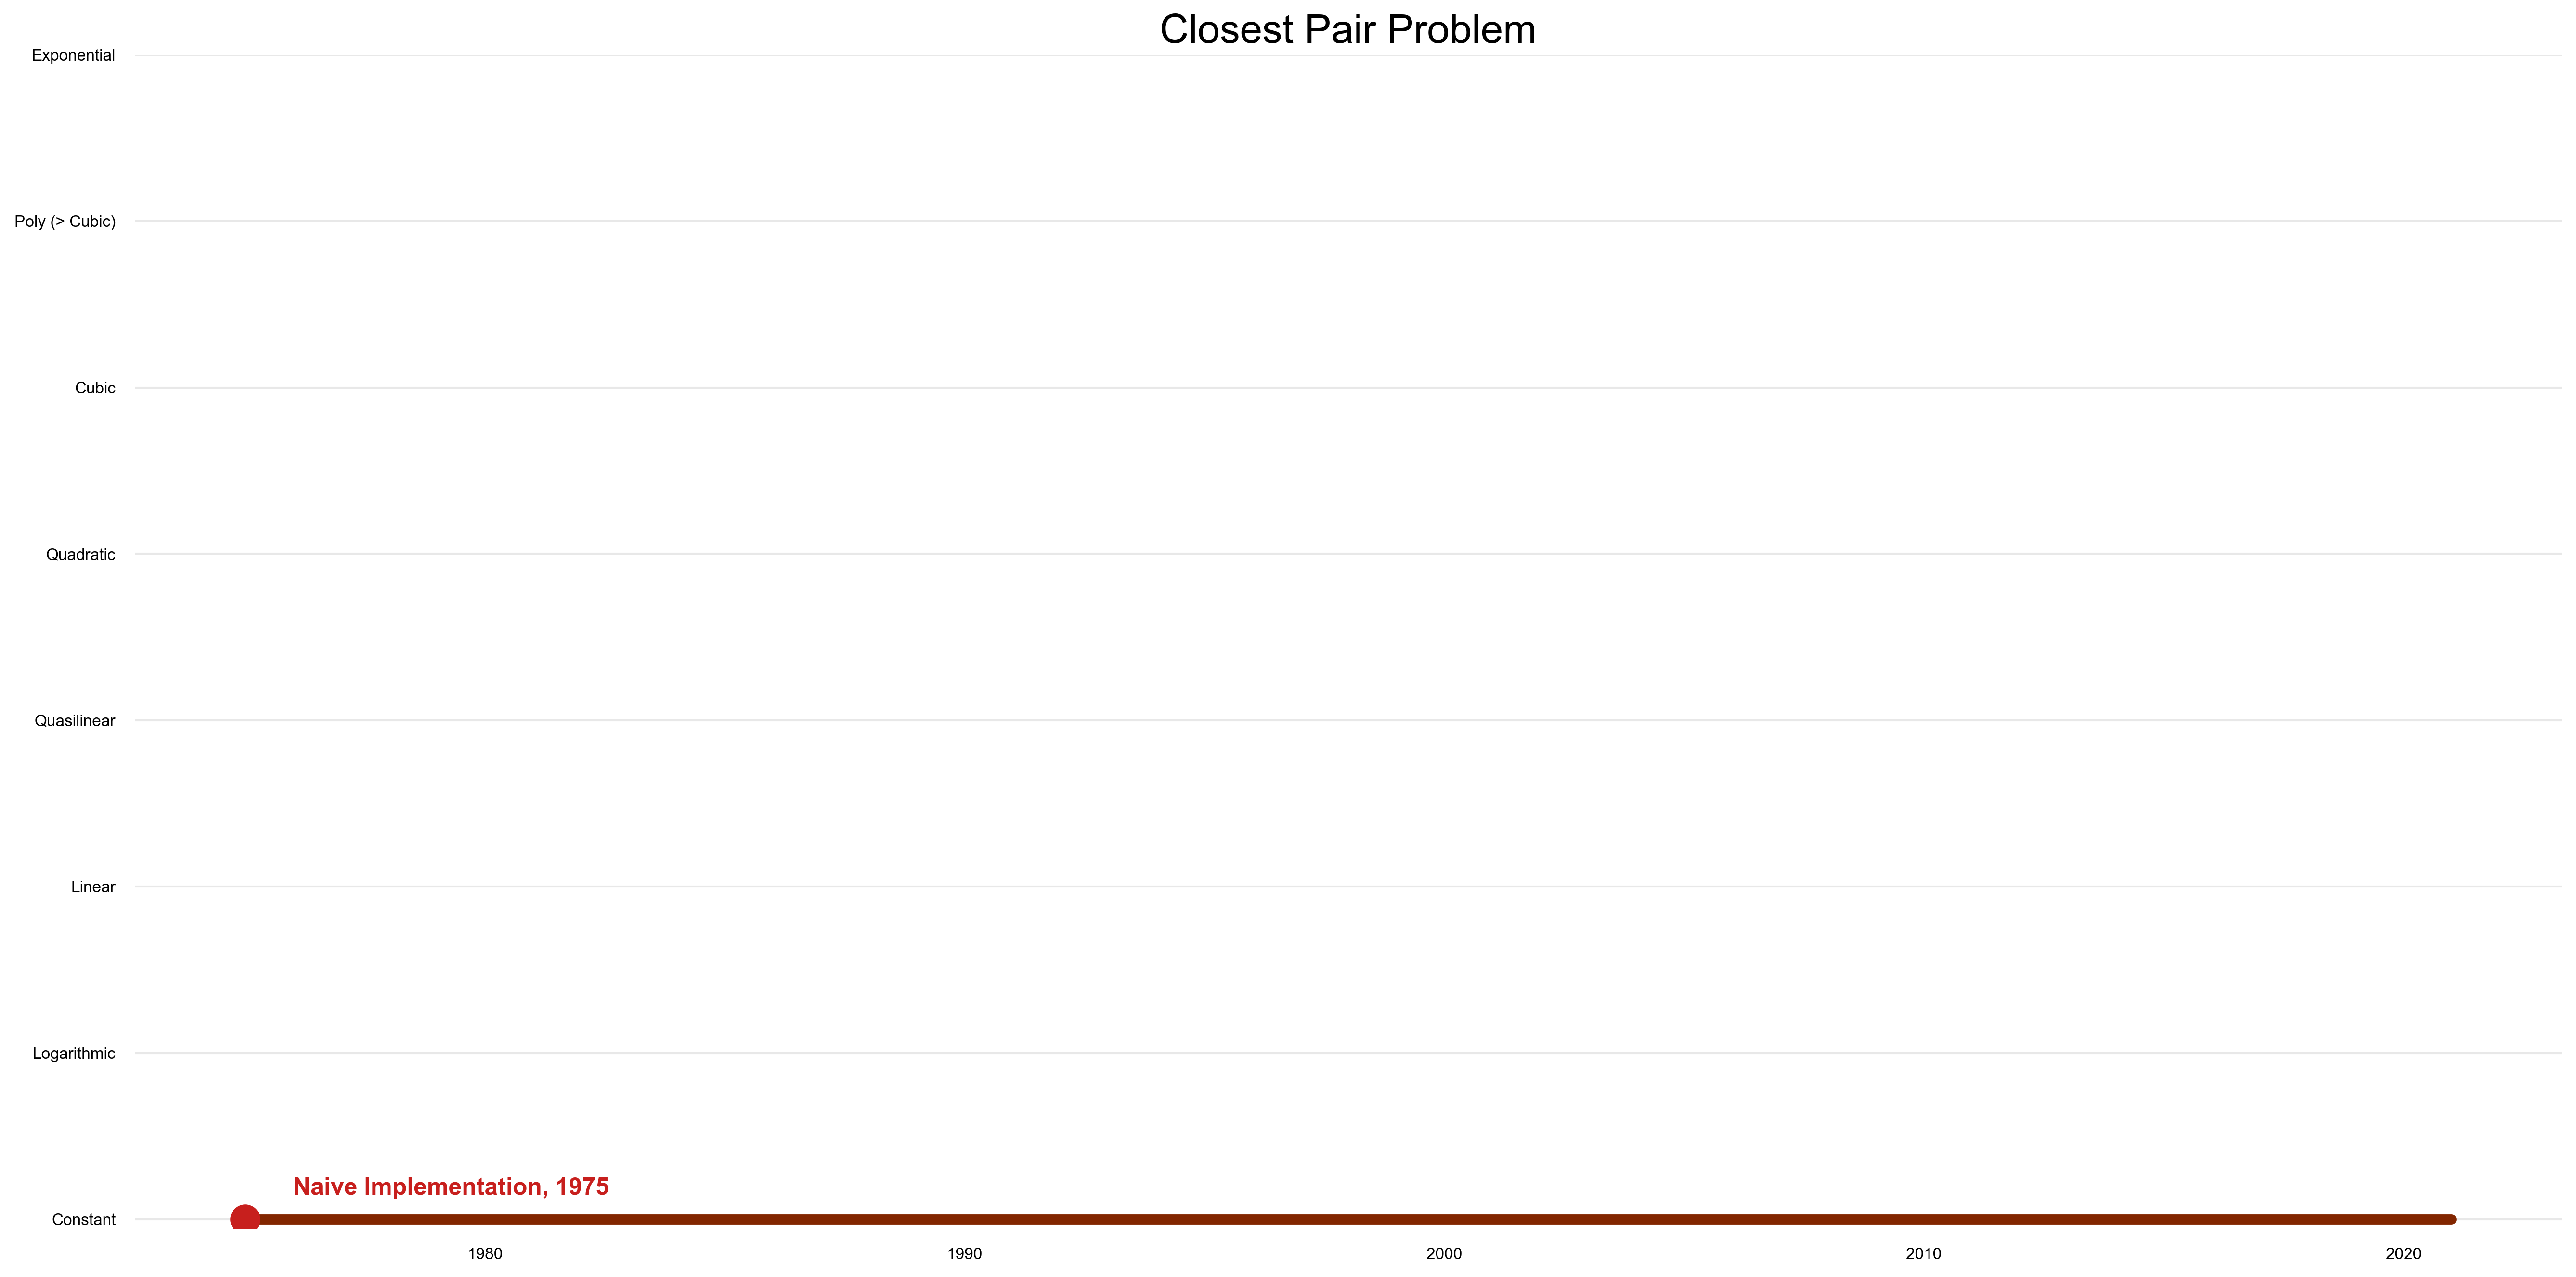 Closest Pair Problem
Exponential
Poly (> Cubic)
Cubic
Quadratic
Quasilinear
Linear
Logarithmic
Naive Implementation, 1975
Constant
1980 1990 2000 2010 2020